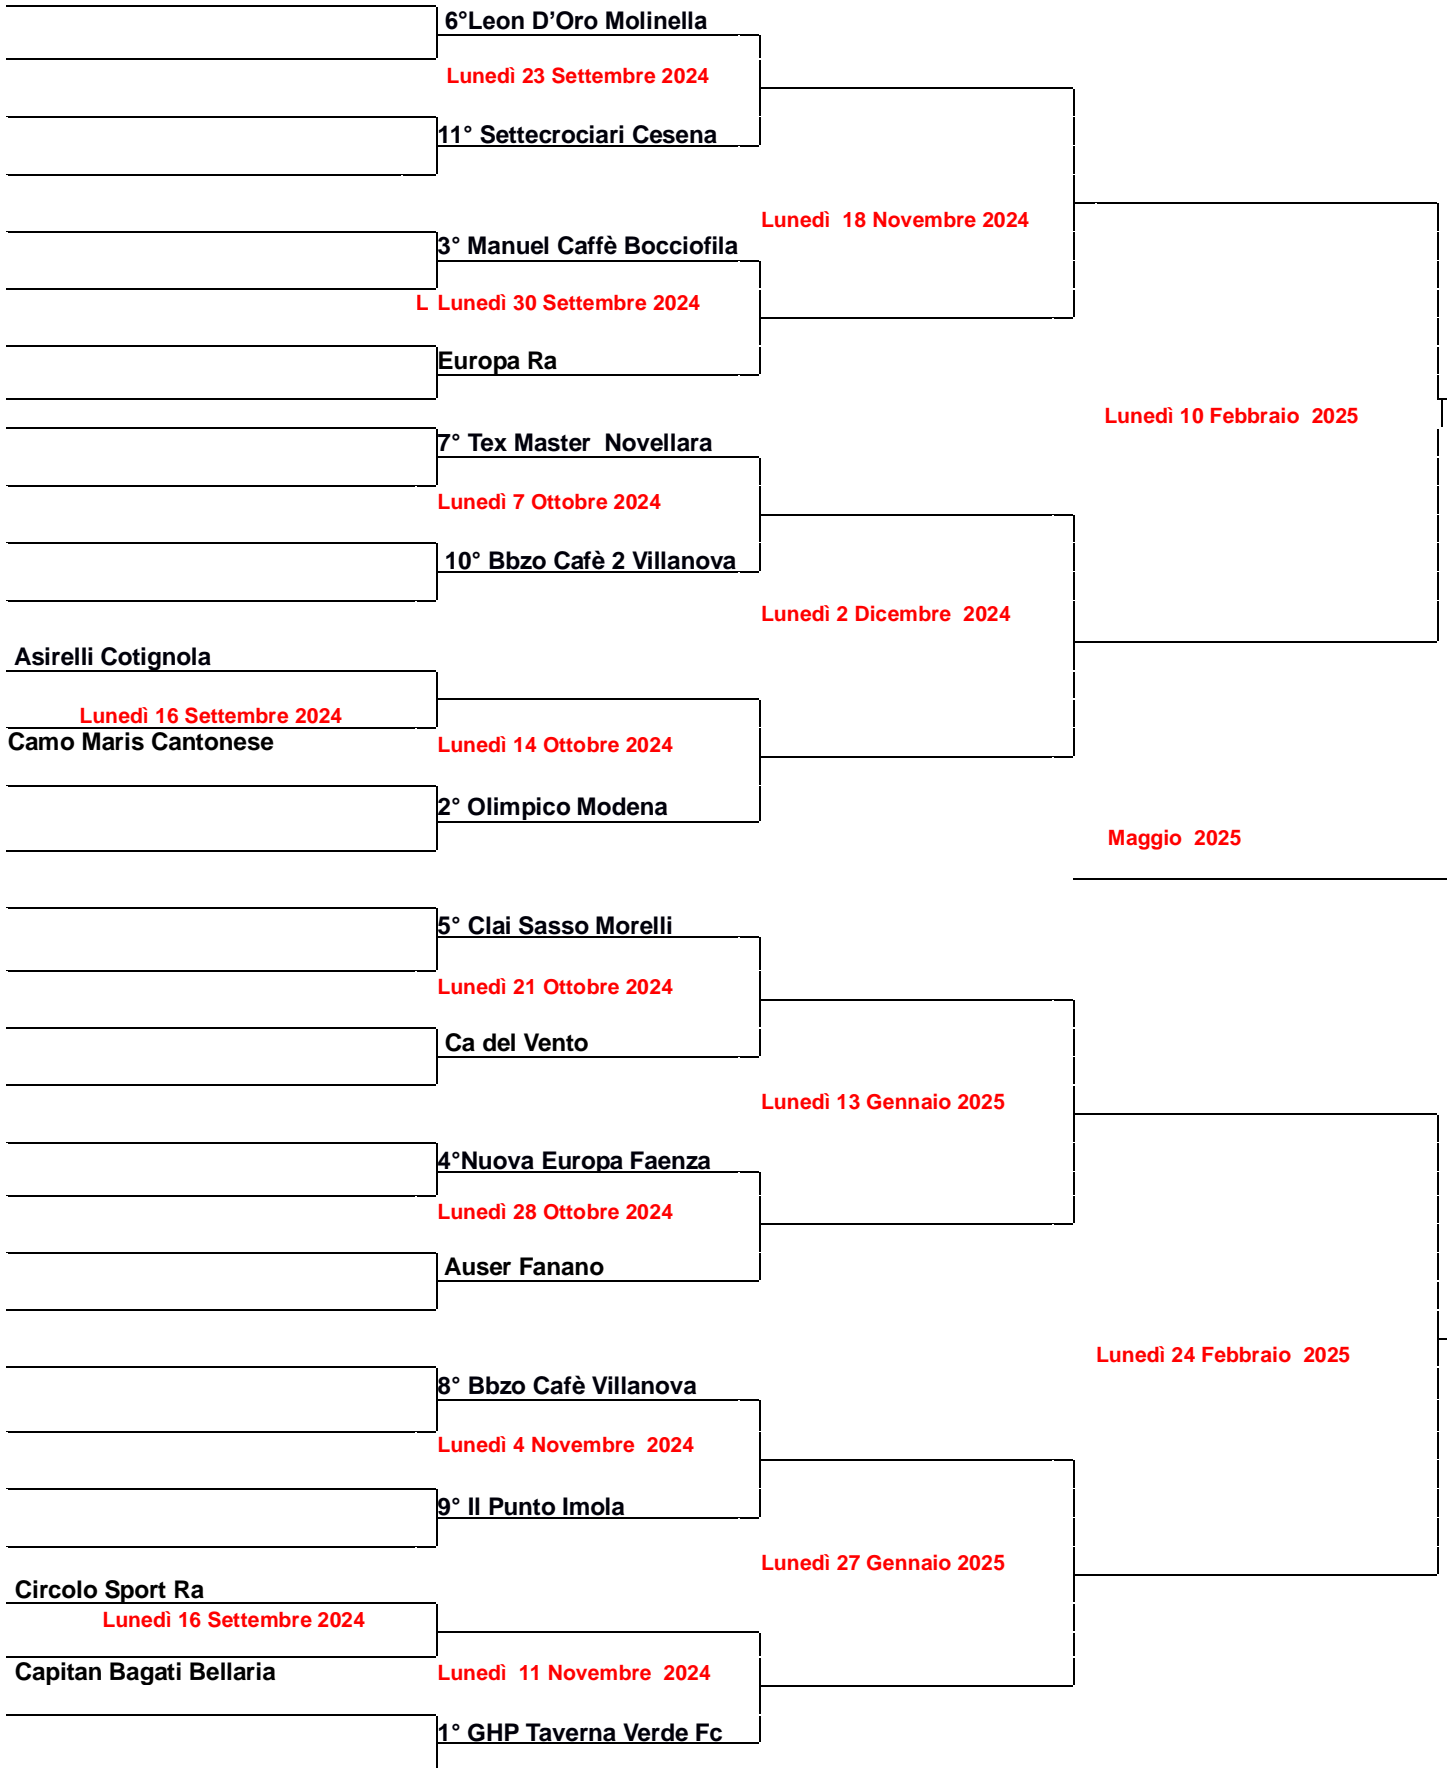 6°Leon D’Oro Molinella
Lunedì 23 Settembre 2024
11° Settecrociari Cesena
Lunedì 18 Novembre 2024
3° Manuel Caffè Bocciofila
L Lunedì 30 Settembre 2024
Europa Ra
Lunedì 10 Febbraio 2025
7° Tex Master Novellara
Lunedì 7 Ottobre 2024
10° Bbzo Cafè 2 Villanova
Lunedì 2 Dicembre 2024
Asirelli Cotignola
Lunedì 16 Settembre 2024
Camo Maris Cantonese
Lunedì 14 Ottobre 2024
2° Olimpico Modena
Maggio 2025
5° Clai Sasso Morelli
Lunedì 21 Ottobre 2024
Ca del Vento
Lunedì 13 Gennaio 2025
4°Nuova Europa Faenza
Lunedì 28 Ottobre 2024
Auser Fanano
Lunedì 24 Febbraio 2025
8° Bbzo Cafè Villanova
Lunedì 4 Novembre 2024
9° Il Punto Imola
Lunedì 27 Gennaio 2025
Circolo Sport Ra
Lunedì 16 Settembre 2024
Capitan Bagati Bellaria
Lunedì 11 Novembre 2024
1° GHP Taverna Verde Fc